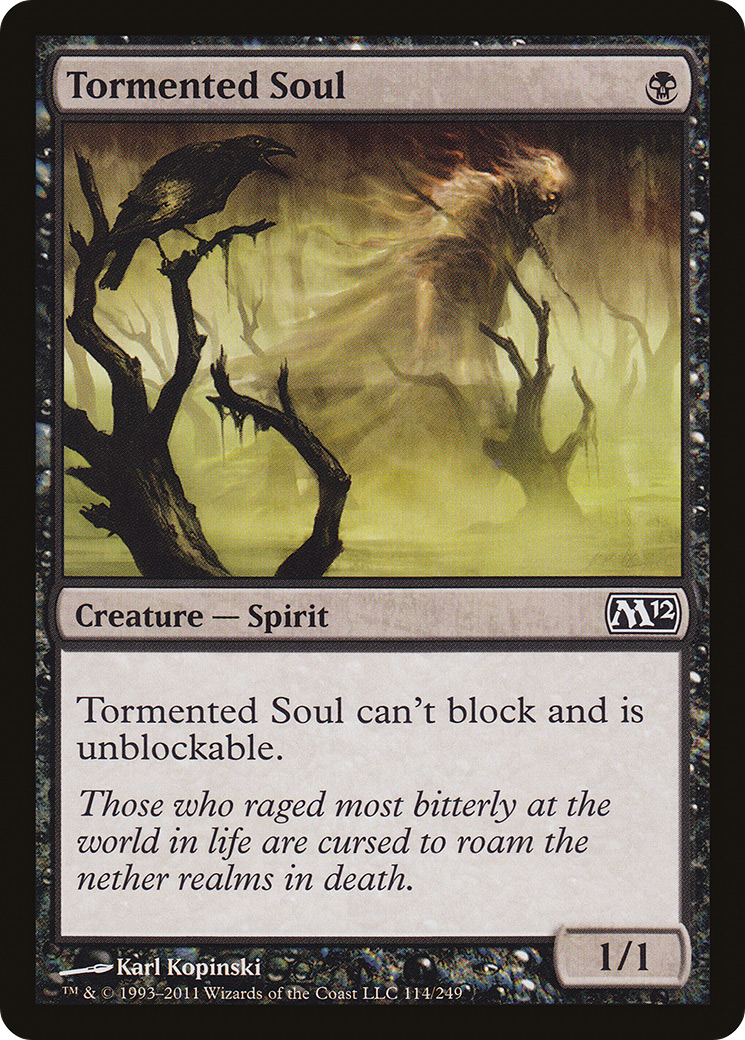 Tormented Soul
Creature — Spirit
M12
Tormented Soul can't block and is
unblockable.
Those who raged most bitterly at the
world in life are cursed to roam the
nether realms in death.
1/1
Karl Kopinski
™ & © 1993–2011 Wizards of the Coast LLC 114/249